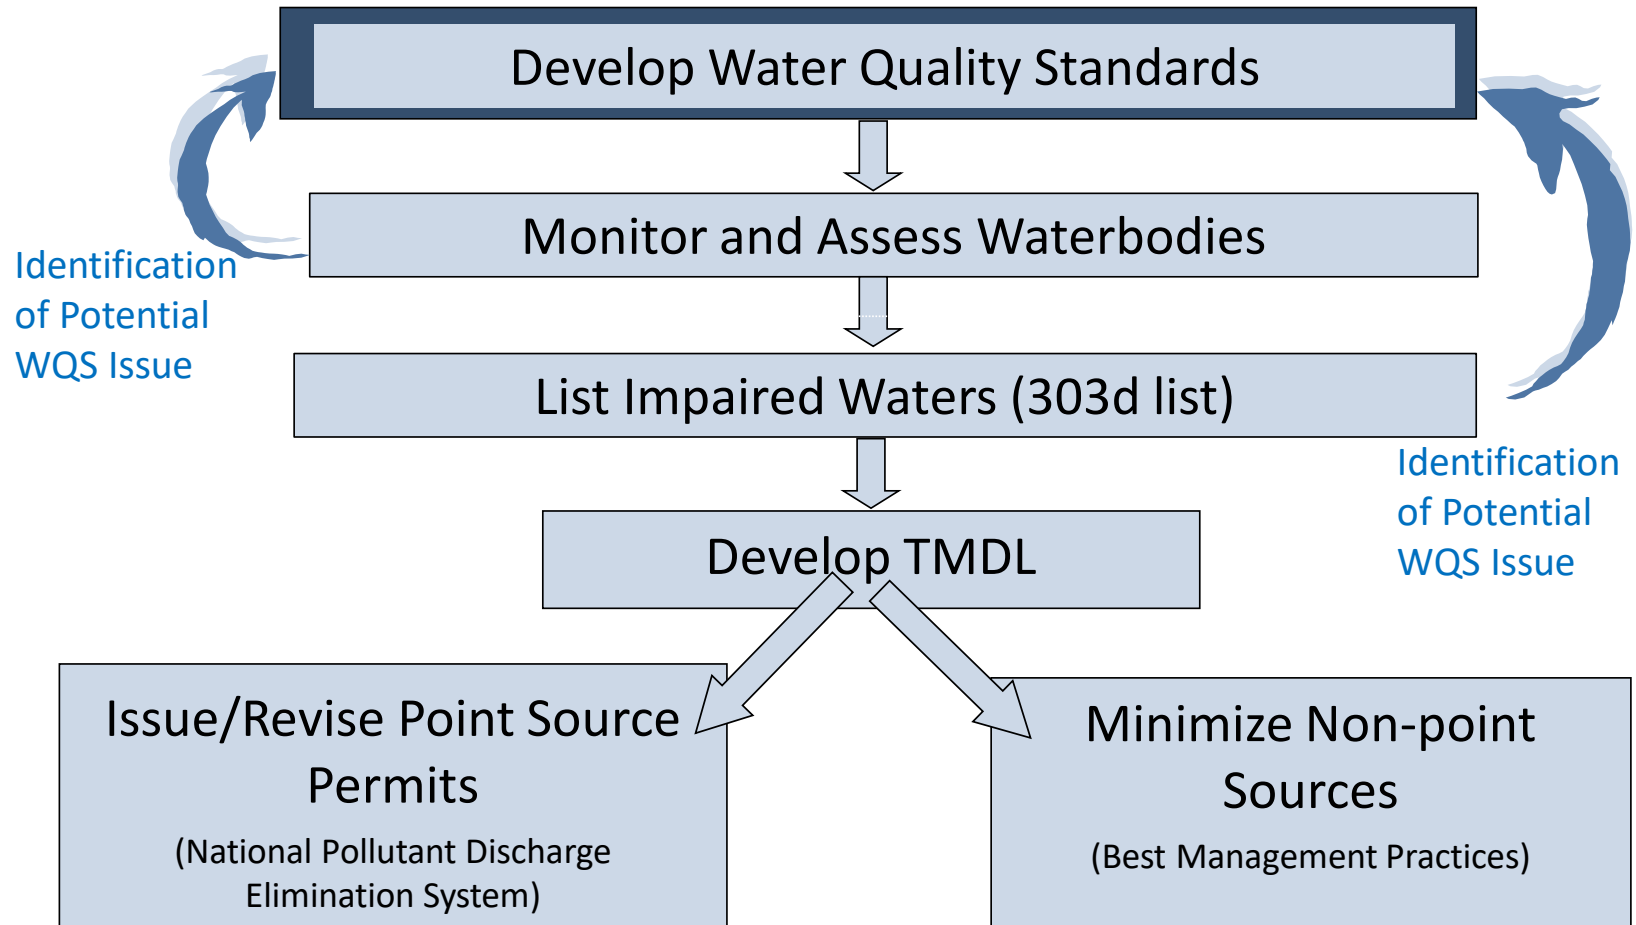 Develop Water Quality Standards
Monitor and Assess Waterbodies
Identification
of Potential
WQS Issue
List Impaired Waters (303d list)
Identification
of Potential
WQS Issue
Develop TMDL
Issue/Revise Point Source
Permits
(National Pollutant Discharge
Elimination System)
Minimize Non-point
Sources
(Best Management Practices)